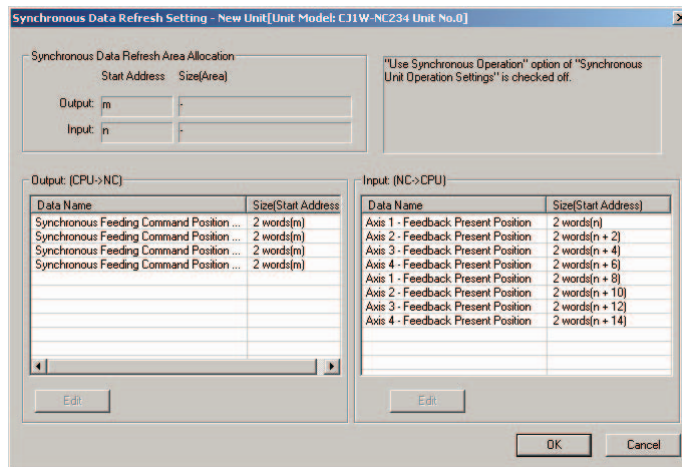 Synchronous Data Refresh Setting - New Unit[Unit Model: CJ1W-NC234 Unit No.0]
Synchronous Data Refresh Area Allocation
Start Address Size(Area)
Output: m -
Input: n -
"Use Synchronous Operation" option of "Synchronous
Unit Operation Settings" is checked off.
Output: (CPU->NC)
Data Name Size(Start Address
Synchronous Feeding Command Position ... 2 words(m)
Synchronous Feeding Command Position ... 2 words(m)
Synchronous Feeding Command Position ... 2 words(m)
Synchronous Feeding Command Position ... 2 words(m)
Edit
Input: (NC->CPU)
Data Name Size(Start Address)
Axis 1 - Feedback Present Position 2 words(n)
Axis 2 - Feedback Present Position 2 words(n + 2)
Axis 3 - Feedback Present Position 2 words(n + 4)
Axis 4 - Feedback Present Position 2 words(n + 6)
Axis 1 - Feedback Present Position 2 words(n + 8)
Axis 2 - Feedback Present Position 2 words(n + 10)
Axis 3 - Feedback Present Position 2 words(n + 12)
Axis 4 - Feedback Present Position 2 words(n + 14)
Edit
OK Cancel